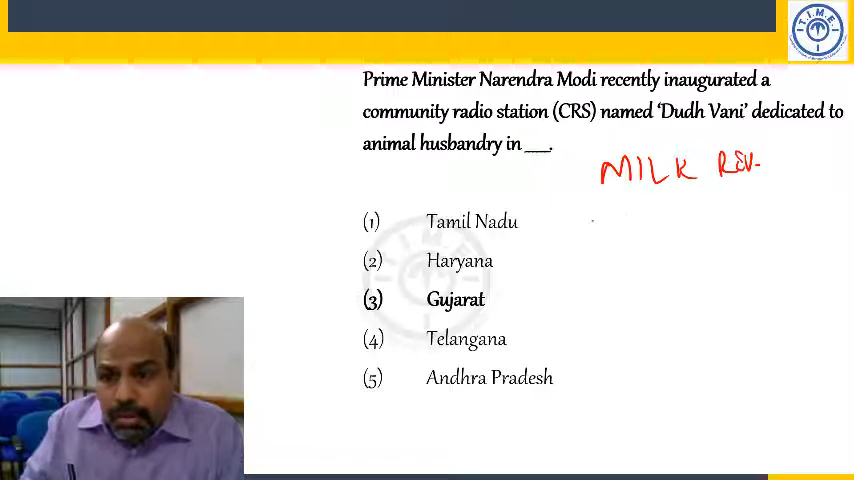 T.I.M.E.
Prime Minister Narendra Modi recently inaugurated a
community radio station (CRS) named ‘Dudh Vani’ dedicated to
animal husbandry in ____.
MILK REV-
(1) Tamil Nadu
(2) Haryana
(3) Gujarat
(4) Telangana
(5) Andhra Pradesh